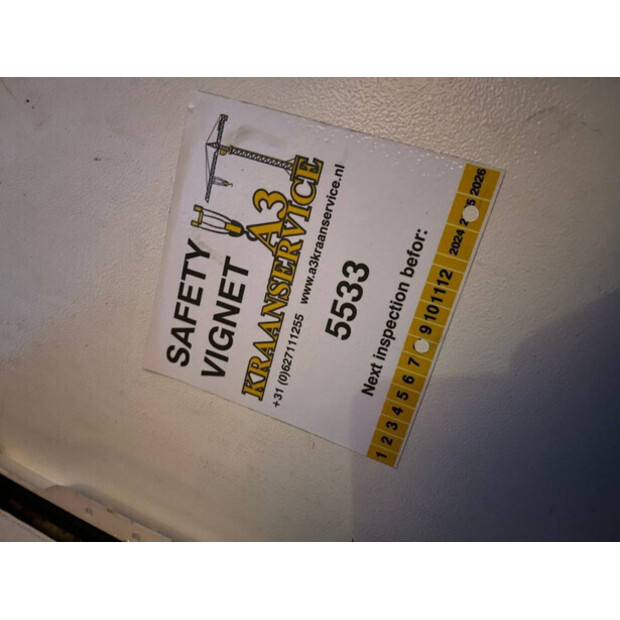 SAFETY
VIGNET
A3
KRAANSERVICE
+31 (0)627111255 www.a3kraanservice.nl
5533
Next inspection befor:
1 2 3 4 5 6 7 9 10 11 12 2024 2026